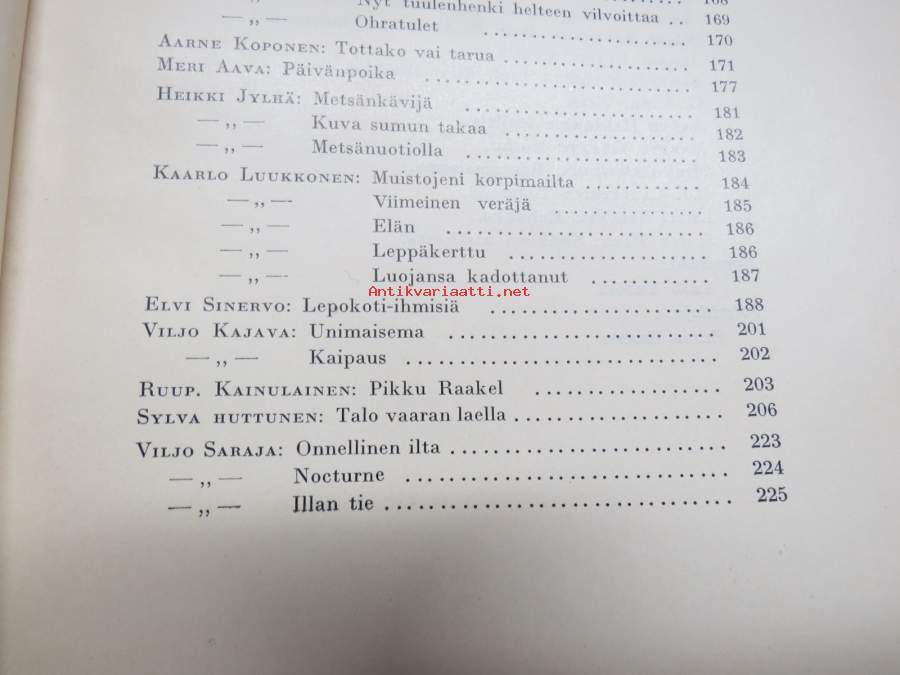 — „ — Nyt tuulenhenki helteen vilvoittaa .. 169
— „ — Ohratulet .................... 170
AARNE KOPONEN: Tottako vai tarua .................... 171
MERI AAVA: Päivänpoika .................... 177
HEIKKI JYLHÄ: Metsänkävijä .................... 181
— „ — Kuva sumun takaa .................... 182
— „ — Metsänuotiolla .................... 183
KAARLO LUUKKONEN: Muistojeni korpimailta ............ 184
— „ — Viimeinen veräjä ............... 185
— „ — Elän ......................... 186
— „ — Leppäkerttu .................. 186
— „ — Luojansa kadottanut ............ 187
Antikvariaatti.net
ELVI SINERVO: Lepokoti-ihmisiä .................... 188
VILJO KAJAVA: Unimaisema ........................ 201
— „ — Kaipaus ............................ 202
RUUP. KAINULAINEN: Pikku Raakel .................... 203
SYLVA HUTTUNEN: Talo vaaran laella ...................... 206
VILJO SARAJA: Onnellinen ilta ............................. 223
— „ — Nocturne ............................. 224
— „ — Illan tie ................................ 225